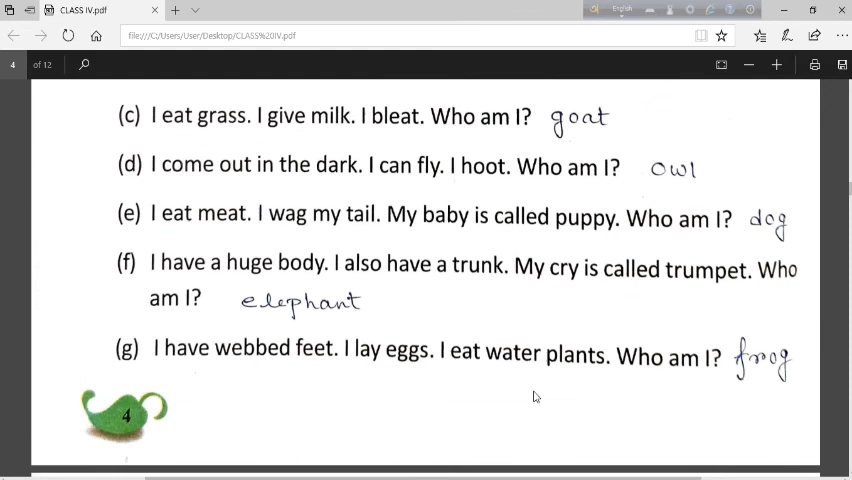 CLASS IV.pdf
English
file:///C:/Users/User/Desktop/CLASS%20IV.pdf
4 of 12
(c) I eat grass. I give milk. I bleat. Who am I? goat
(d) I come out in the dark. I can fly. I hoot. Who am I? owl
(e) I eat meat. I wag my tail. My baby is called puppy. Who am I? dog
(f) I have a huge body. I also have a trunk. My cry is called trumpet. Who
am I? elephant
(g) I have webbed feet. I lay eggs. I eat water plants. Who am I? frog
4